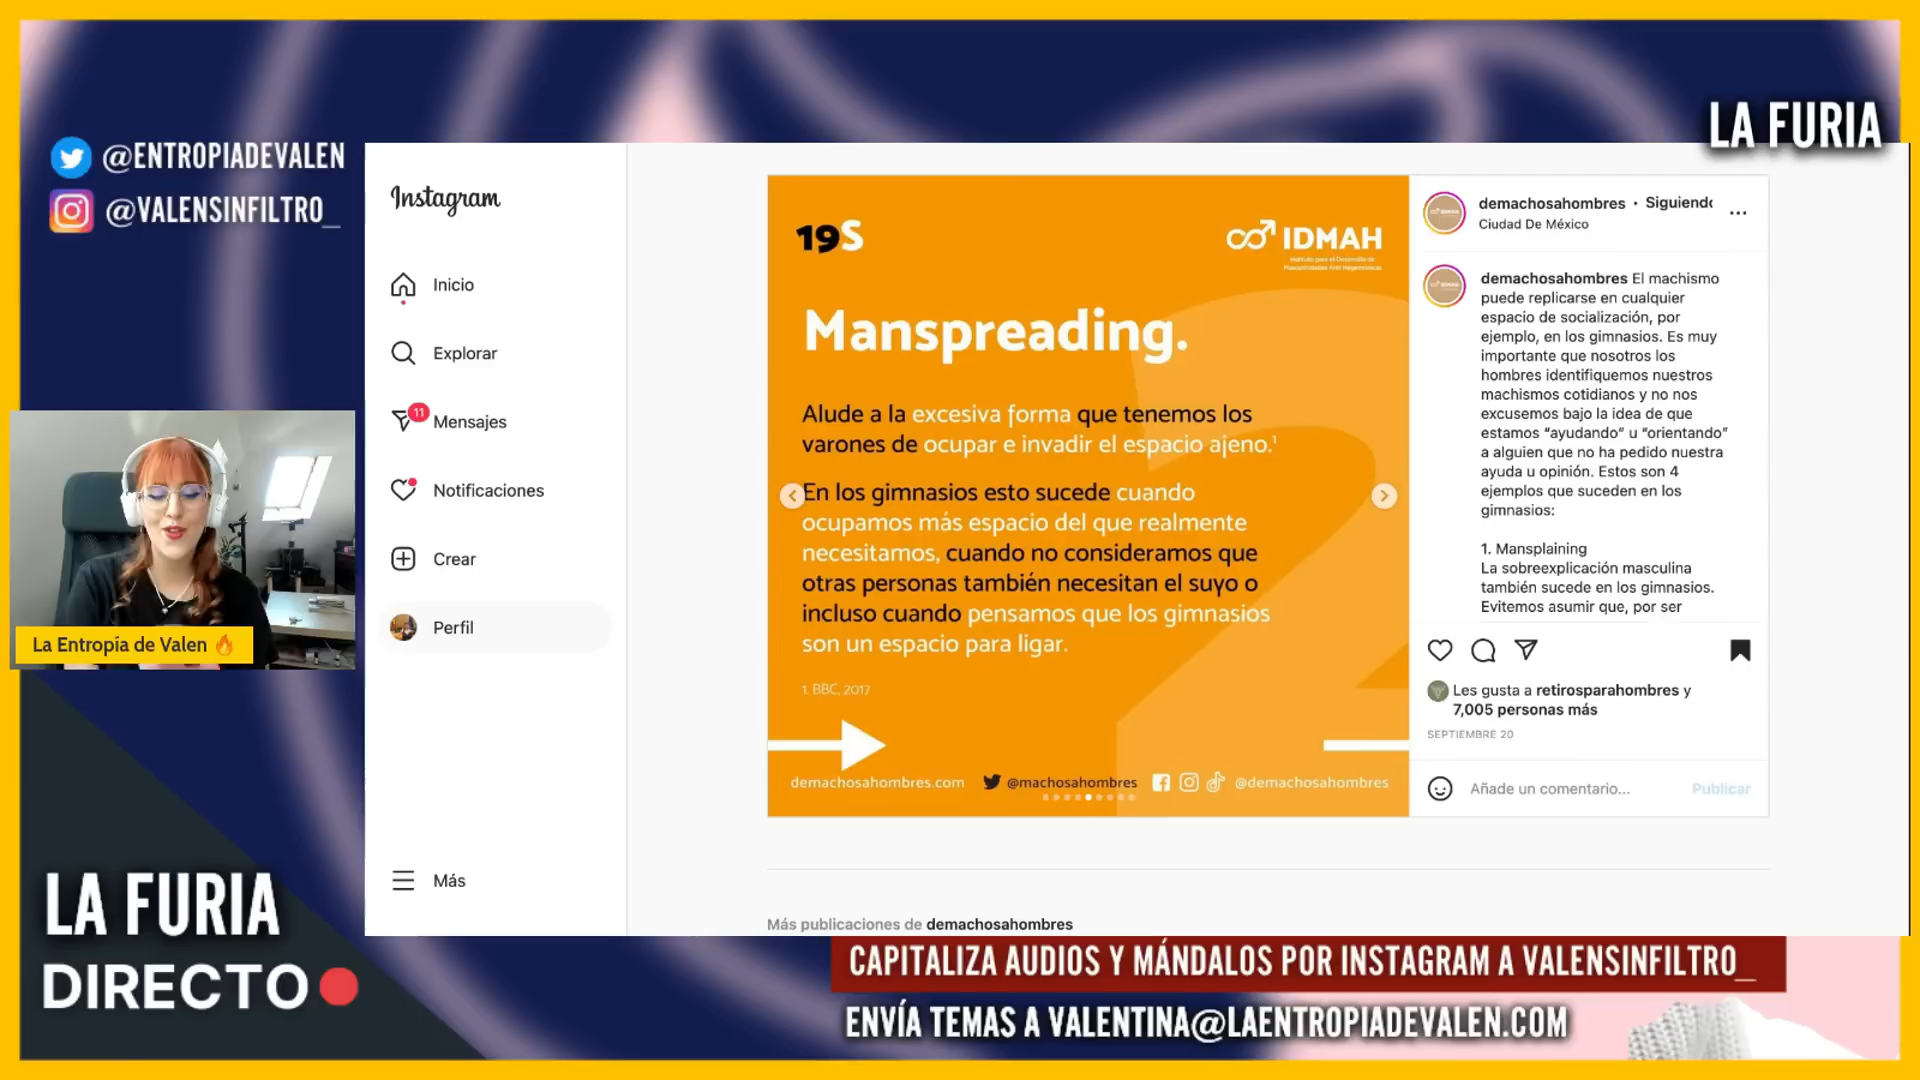 LA FURIA
@ENTROPIADEVALEN
@VALENSINFILTRO_
Instagram
Inicio
Explorar
11
Mensajes
Notificaciones
Crear
Perfil
Más
La Entropía de Valen
LA FURIA
DIRECTO
19S
IDMAH
Instituto para el Desarrollo de
Masculinidades Anti Hegemónicas
Manspreading.
Alude a la excesiva forma que tenemos los
varones de ocupar e invadir el espacio ajeno.¹
En los gimnasios esto sucede cuando
ocupamos más espacio del que realmente
necesitamos, cuando no consideramos que
otras personas también necesitan el suyo o
incluso cuando pensamos que los gimnasios
son un espacio para ligar.
1. BBC, 2017
demachosahombres.com @machosahombres @demachosahombres
demachosahombres • Siguiendo
Ciudad De México
demachosahombres El machismo
puede replicarse en cualquier
espacio de socialización, por
ejemplo, en los gimnasios. Es muy
importante que nosotros los
hombres identifiquemos nuestros
machismos cotidianos y no nos
excusemos bajo la idea de que
estamos “ayudando” u “orientando”
a alguien que no ha pedido nuestra
ayuda u opinión. Estos son 4
ejemplos que suceden en los
gimnasios:
1. Mansplaining
La sobreexplicación masculina
también sucede en los gimnasios.
Evitemos asumir que, por ser
Les gusta a retirosparahombres y
7,005 personas más
SEPTIEMBRE 20
Añade un comentario... Publicar
Más publicaciones de demachosahombres
CAPITALIZA AUDIOS Y MÁNDALOS POR INSTAGRAM A VALENSINFILTRO_
ENVÍA TEMAS A VALENTINA@LAENTROPIADEVALEN.COM